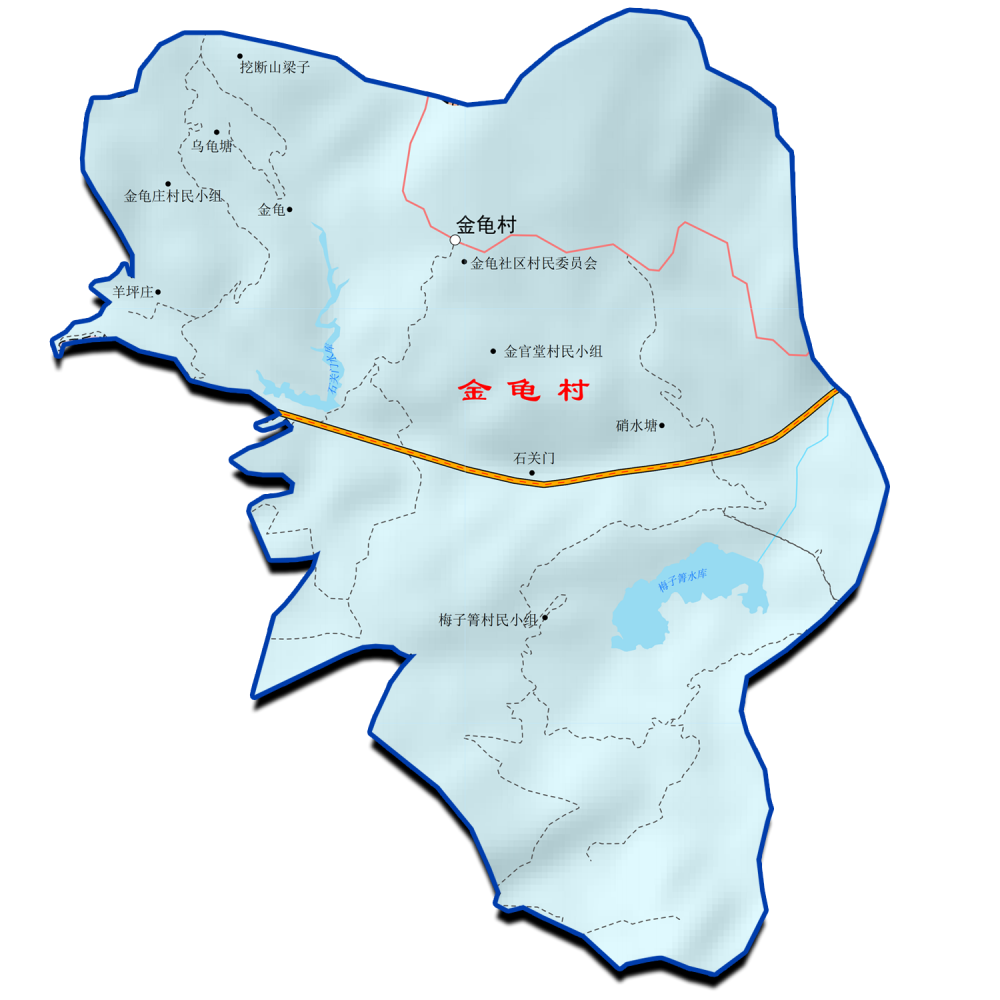 挖断山梁子
乌龟塘
金龟庄村民小组
金龟
金龟村
金龟社区村民委员会
羊坪庄
石关门水库
金官堂村民小组
金龟村
硝水塘
石关门
梅子箐水库
梅子箐村民小组